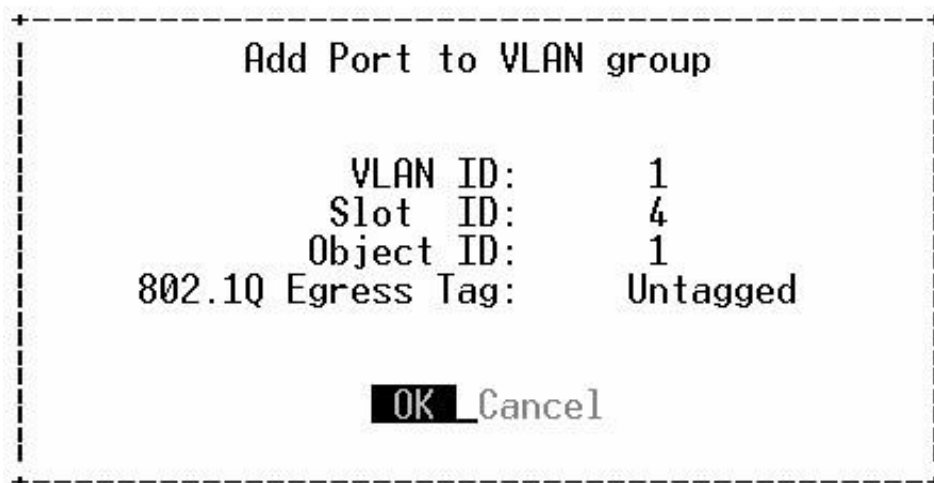 Add Port to VLAN group
VLAN ID: 1
Slot ID: 4
Object ID: 1
802.1Q Egress Tag: Untagged
OK Cancel